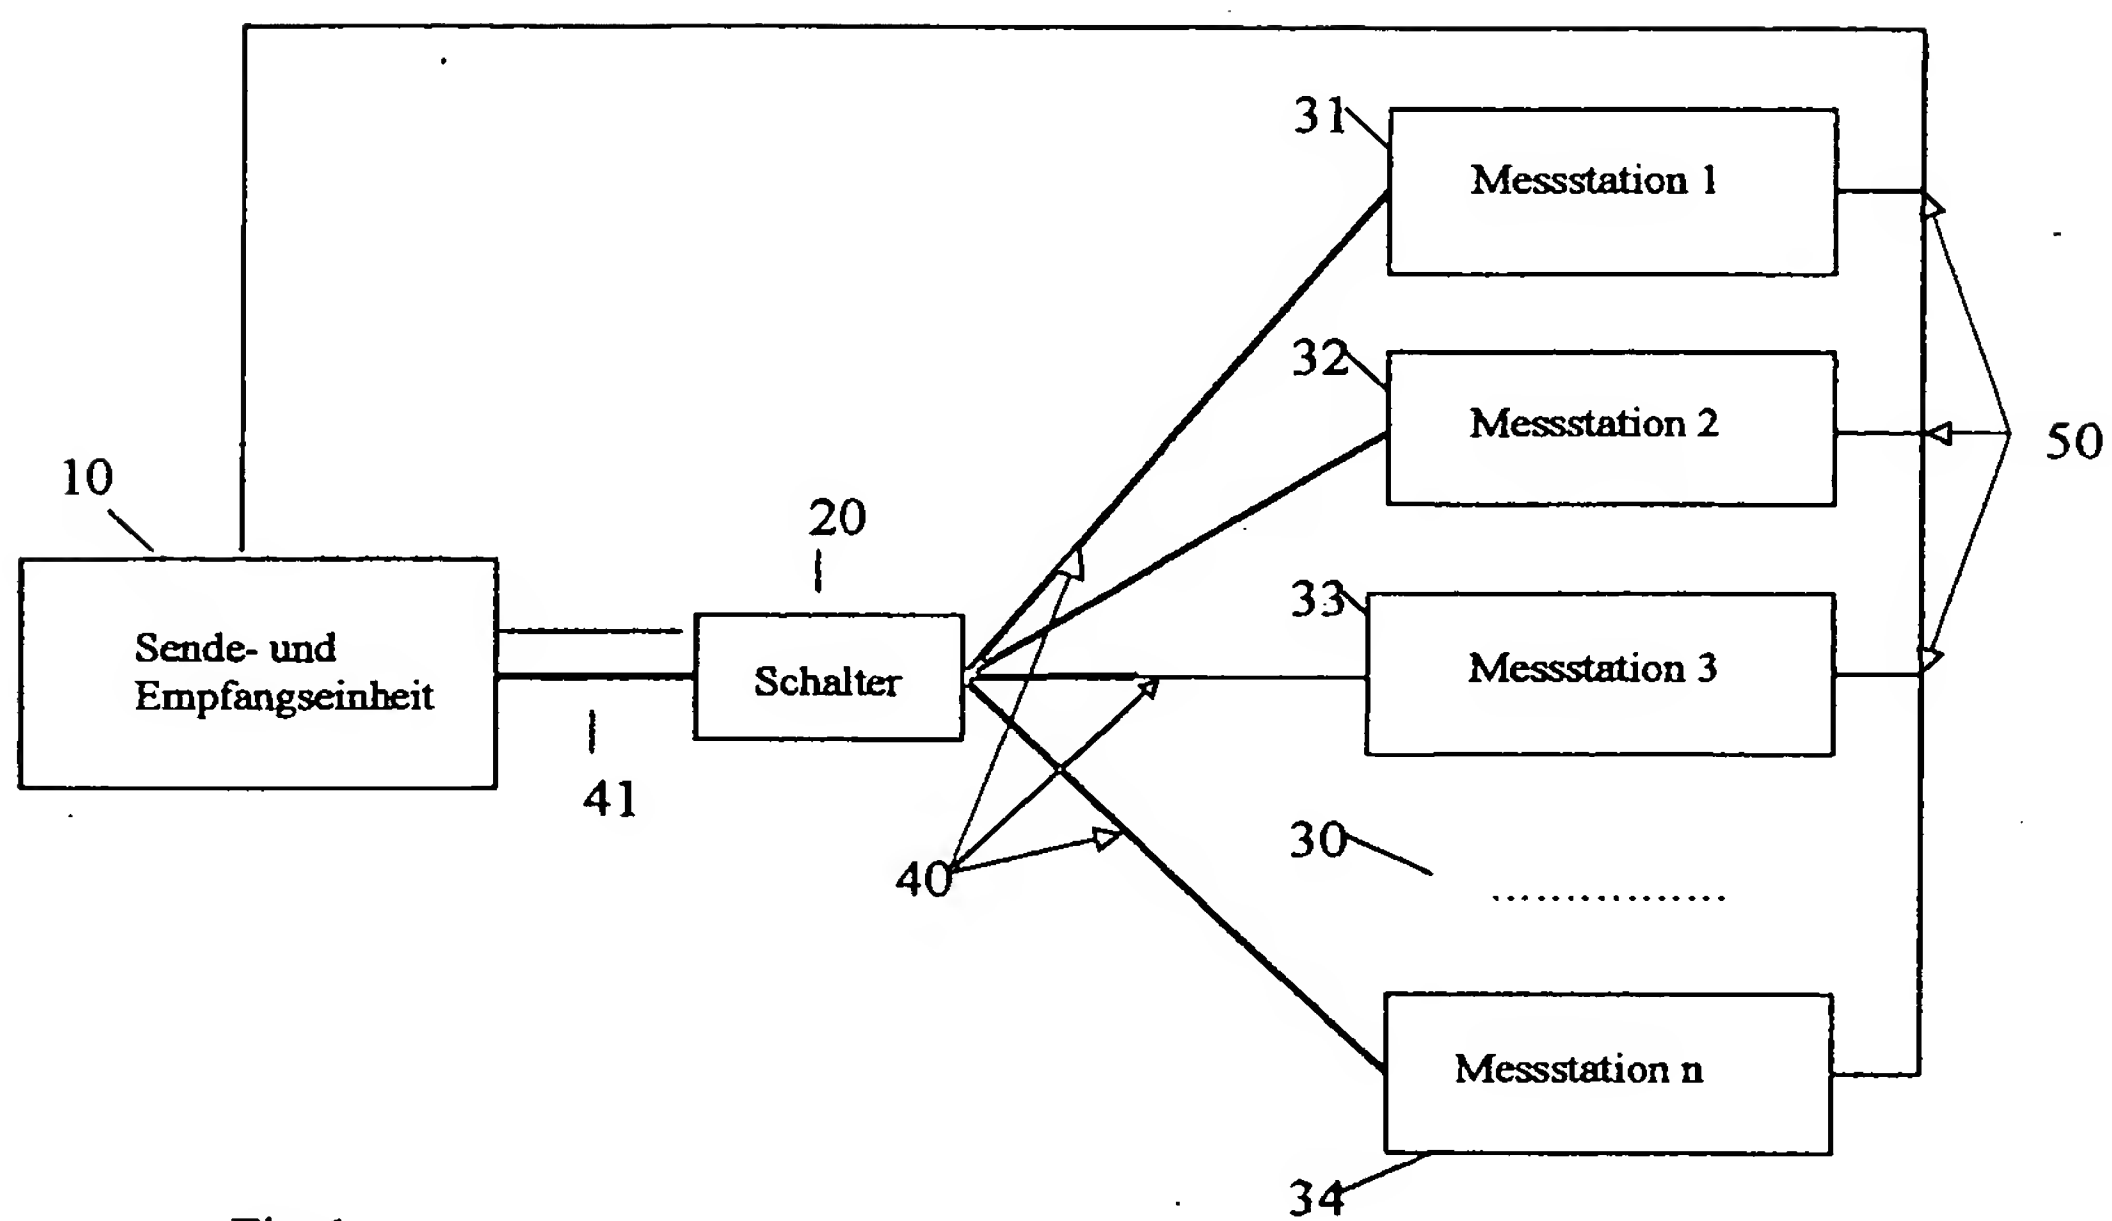 31
Messstation 1
32
Messstation 2
50
10
20
33
Sende- und
Empfangseinheit
Schalter
Messstation 3
41
30
40
Messstation n
34